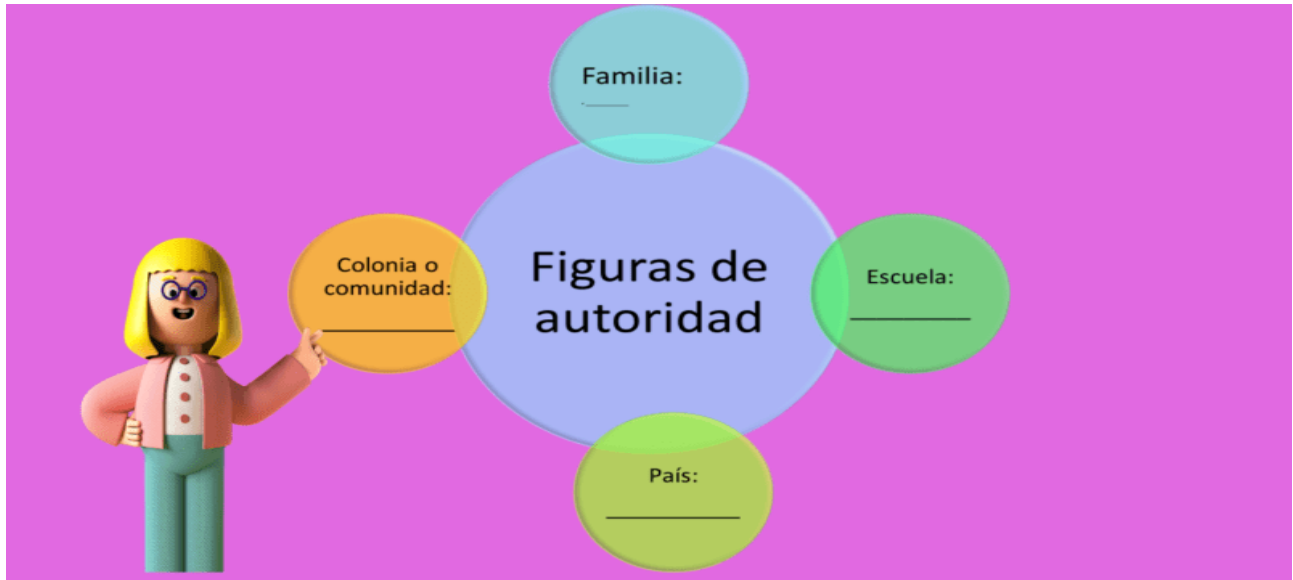 Familia:
Colonia o
comunidad:
Figuras de
autoridad
Escuela:
País: